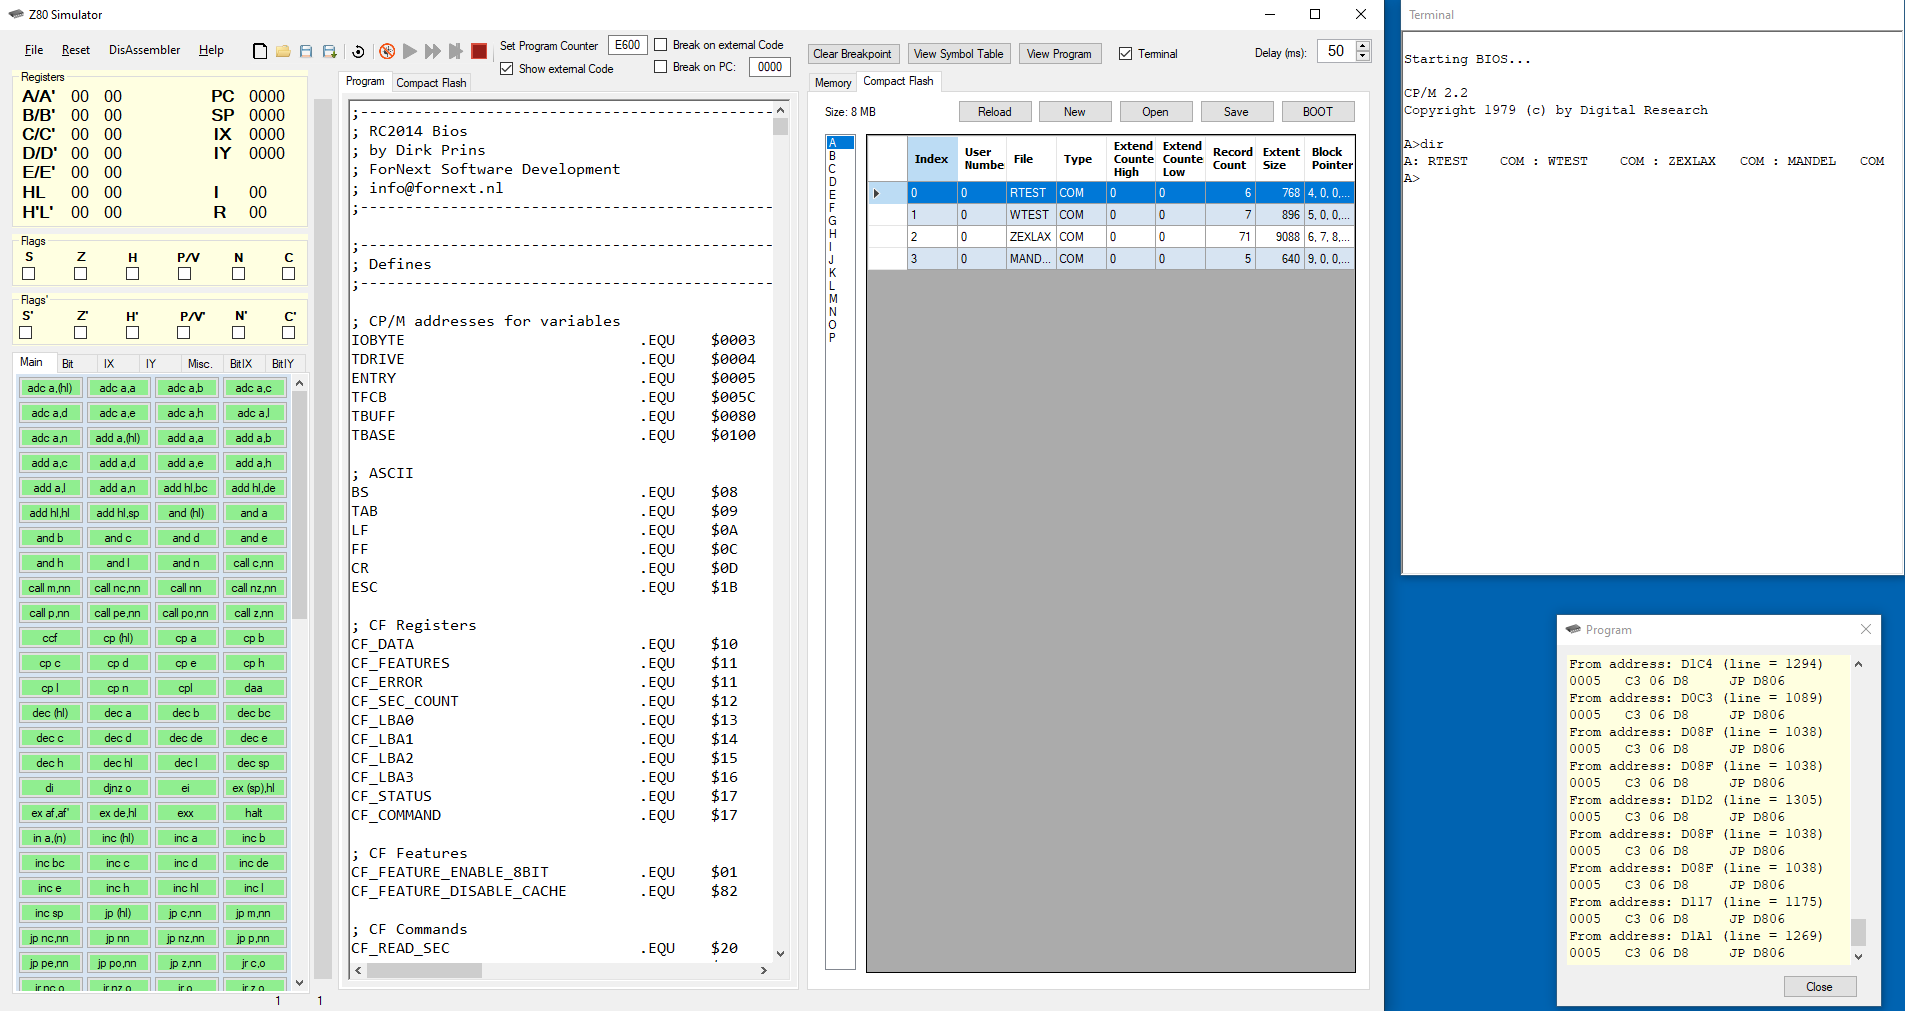 Z80 Simulator
File Reset DisAssembler Help
Set Program Counter E600 Break on external Code
Show external Code Break on PC: 0000
Clear Breakpoint View Symbol Table View Program Terminal Delay (ms): 50
Registers
A/A' 00 00 PC 0000
B/B' 00 00 SP 0000
C/C' 00 00 IX 0000
D/D' 00 00 IY 0000
E/E' 00 00
HL 00 00 I 00
H'L' 00 00 R 00
Flags
S Z H P/V N C
Flags'
S' Z' H' P/V' N' C'
Main Bit IX IY Misc. BitIX BitIY
adc a,(hl) adc a,a adc a,b adc a,c
adc a,d adc a,e adc a,h adc a,l
adc a,n add a,(hl) add a,a add a,b
add a,c add a,d add a,e add a,h
add a,l add a,n add hl,bc add hl,de
add hl,hl add hl,sp and (hl) and a
and b and c and d and e
and h and l and n call c,nn
call m,nn call nc,nn call nn call nz,nn
call p,nn call pe,nn call po,nn call z,nn
ccf cp (hl) cp a cp b
cp c cp d cp e cp h
cp l cp n cpl daa
dec (hl) dec a dec b dec bc
dec c dec d dec de dec e
dec h dec hl dec l dec sp
di djnz o ei ex (sp),hl
ex af,af' ex de,hl exx halt
in a,(n) inc (hl) inc a inc b
inc bc inc c inc d inc de
inc e inc h inc hl inc l
inc sp jp (hl) jp c,nn jp m,nn
jp nc,nn jp nn jp nz,nn jp p,nn
jp pe,nn jp po,nn jp z,nn jr c,o
jr nc,o jr nz,o jr o jr z,o
1 1
Program Compact Flash
;-----------------------------------------------
; RC2014 Bios
; by Dirk Prins
; ForNext Software Development
; info@fornext.nl
;-----------------------------------------------
;-----------------------------------------------
; Defines
;-----------------------------------------------
; CP/M addresses for variables
IOBYTE .EQU $0003
TDRIVE .EQU $0004
ENTRY .EQU $0005
TFCB .EQU $005C
TBUFF .EQU $0080
TBASE .EQU $0100
; ASCII
BS .EQU $08
TAB .EQU $09
LF .EQU $0A
FF .EQU $0C
CR .EQU $0D
ESC .EQU $1B
; CF Registers
CF_DATA .EQU $10
CF_FEATURES .EQU $11
CF_ERROR .EQU $11
CF_SEC_COUNT .EQU $12
CF_LBA0 .EQU $13
CF_LBA1 .EQU $14
CF_LBA2 .EQU $15
CF_LBA3 .EQU $16
CF_STATUS .EQU $17
CF_COMMAND .EQU $17
; CF Features
CF_FEATURE_ENABLE_8BIT .EQU $01
CF_FEATURE_DISABLE_CACHE .EQU $82
; CF Commands
CF_READ_SEC .EQU $20
Memory Compact Flash
Size: 8 MB Reload New Open Save BOOT
A
B
C
D
E
F
G
H
I
J
K
L
M
N
O
P
Index User Number File Type Extend Counte High Extend Counte Low Record Count Extent Size Block Pointer
0 0 RTEST COM 0 0 6 768 4, 0, 0,...
1 0 WTEST COM 0 0 7 896 5, 0, 0,...
2 0 ZEXLAX COM 0 0 71 9088 6, 7, 8,...
3 0 MAND... COM 0 0 5 640 9, 0, 0,...
Terminal
Starting BIOS...
CP/M 2.2
Copyright 1979 (c) by Digital Research
A>dir
A: RTEST COM : WTEST COM : ZEXLAX COM : MANDEL COM
A>
Program
From address: D1C4 (line = 1294)
0005 C3 06 D8 JP D806
From address: D0C3 (line = 1089)
0005 C3 06 D8 JP D806
From address: D08F (line = 1038)
0005 C3 06 D8 JP D806
From address: D08F (line = 1038)
0005 C3 06 D8 JP D806
From address: D1D2 (line = 1305)
0005 C3 06 D8 JP D806
From address: D08F (line = 1038)
0005 C3 06 D8 JP D806
From address: D08F (line = 1038)
0005 C3 06 D8 JP D806
From address: D117 (line = 1175)
0005 C3 06 D8 JP D806
From address: D1A1 (line = 1269)
0005 C3 06 D8 JP D806
Close